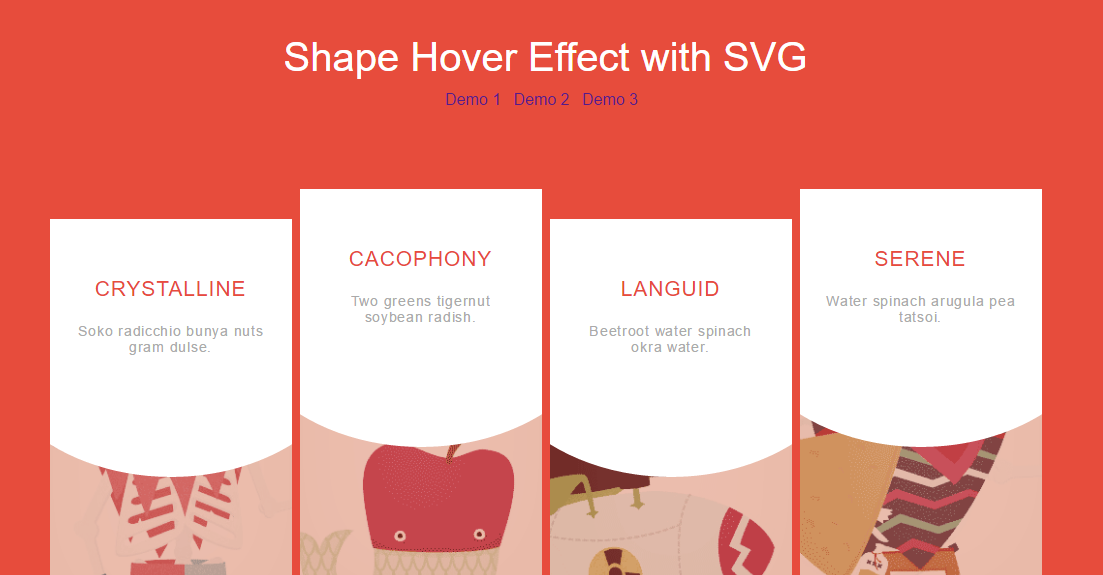 Shape Hover Effect with SVG
Demo 1 Demo 2 Demo 3
CRYSTALLINE
Soko radicchio bunya nuts
gram dulse.
CACOPHONY
Two greens tigernut
soybean radish.
LANGUID
Beetroot water spinach
okra water.
SERENE
Water spinach arugula pea
tatsoi.